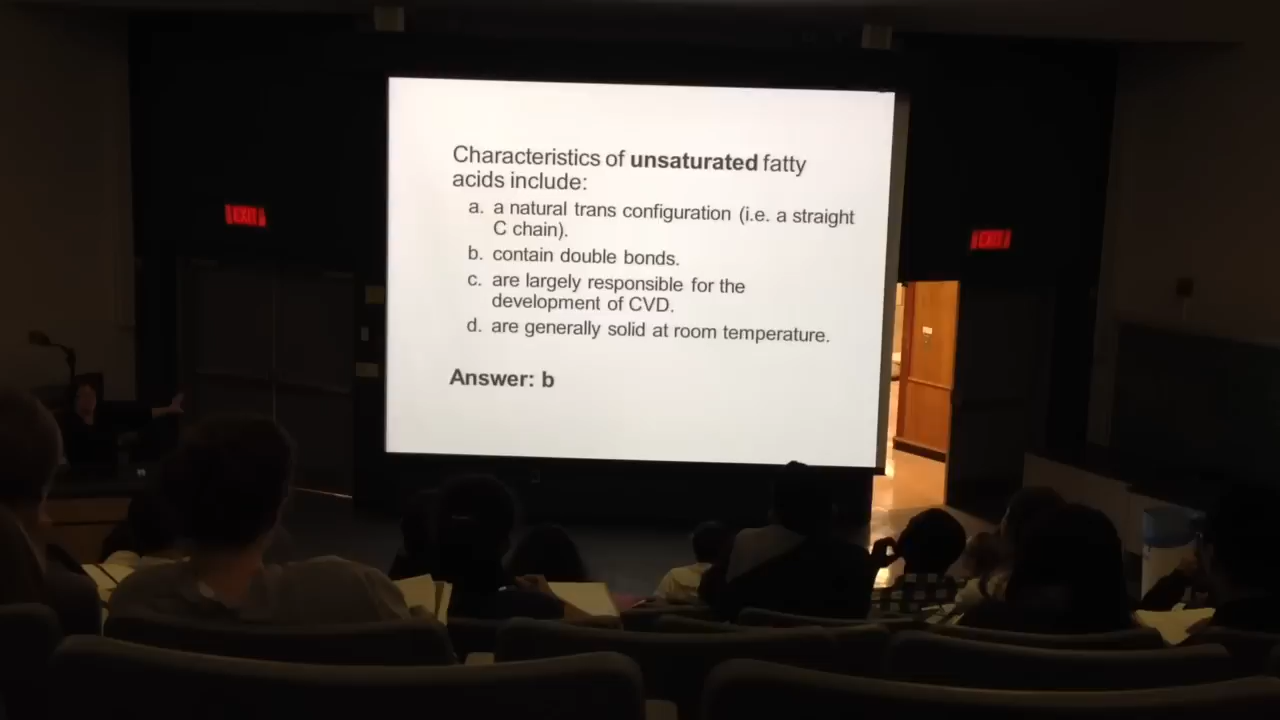 Characteristics of unsaturated fatty
acids include:
a. a natural trans configuration (i.e. a straight
C chain).
b. contain double bonds.
c. are largely responsible for the
development of CVD.
d. are generally solid at room temperature.
Answer: b
EXIT
EXIT